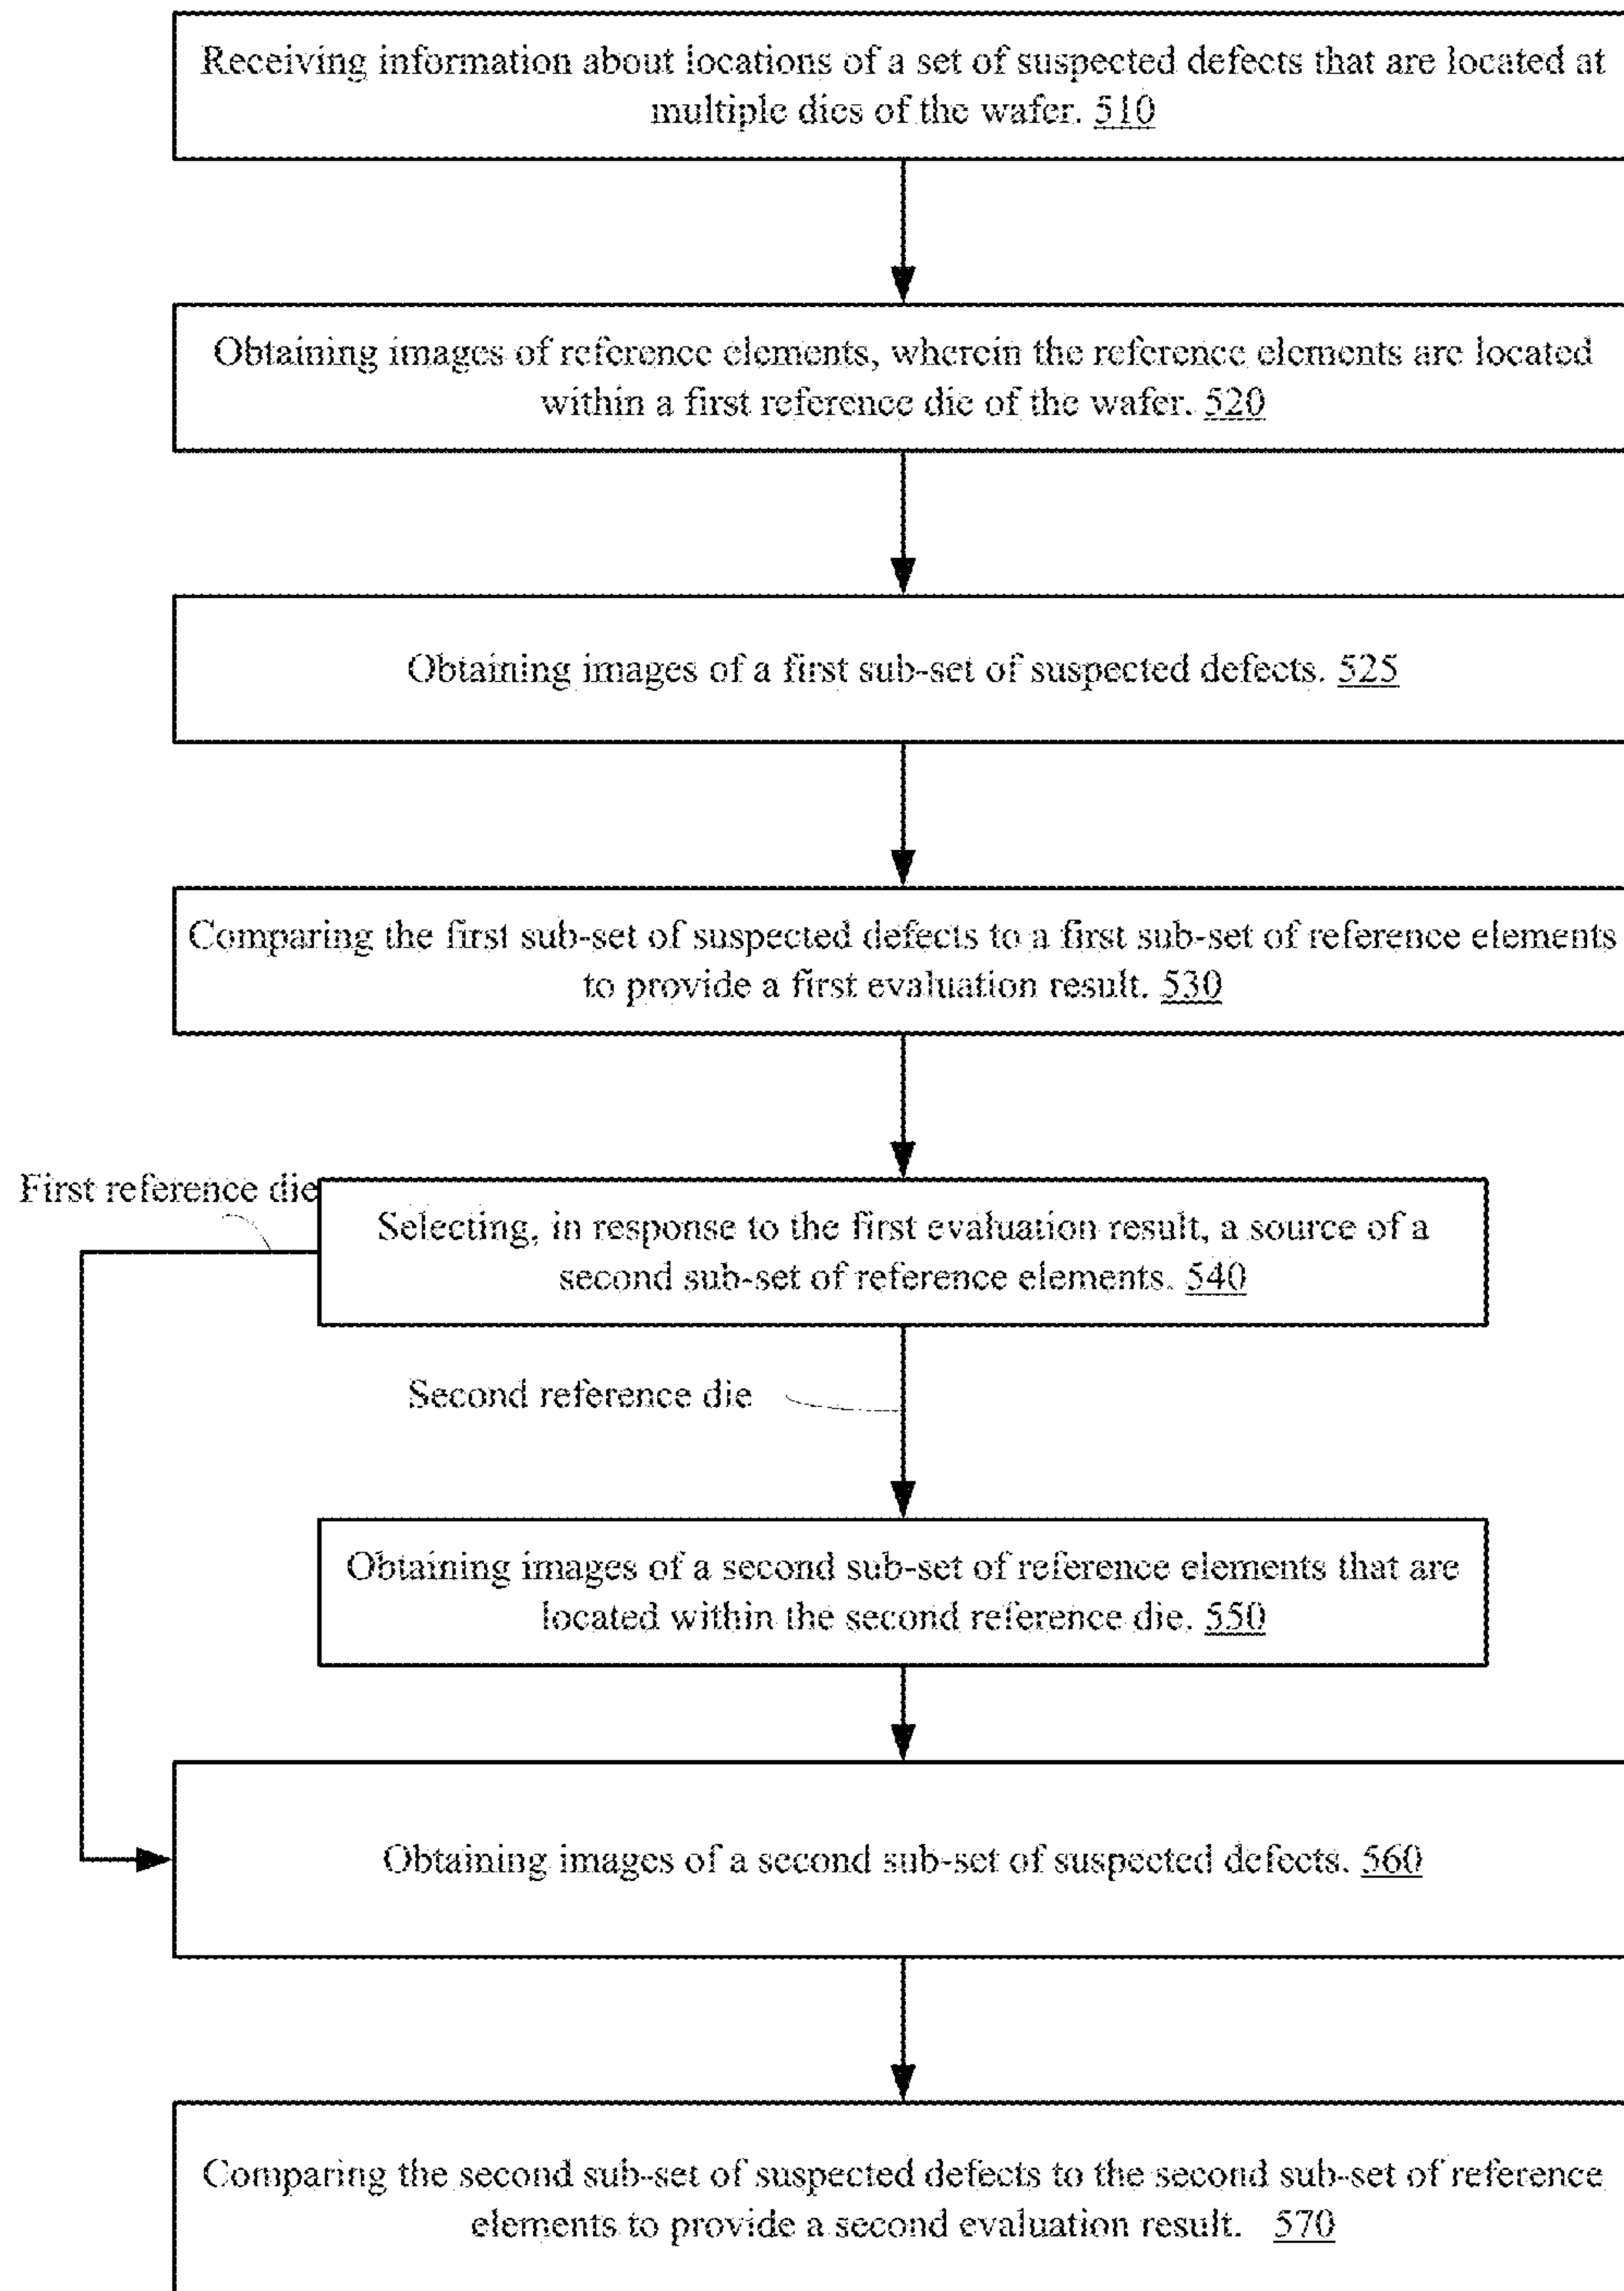 Receiving information about locations of a set of suspected defects that are located at
multiple dies of the wafer. 510
Obtaining images of reference elements, wherein the reference elements are located
within a first reference die of the wafer. 520
Obtaining images of a first sub-set of suspected defects. 525
Comparing the first sub-set of suspected defects to a first sub-set of reference elements
to provide a first evaluation result. 530
First reference die
Selecting, in response to the first evaluation result, a source of a
second sub-set of reference elements. 540
Second reference die
Obtaining images of a second sub-set of reference elements that are
located within the second reference die. 550
Obtaining images of a second sub-set of suspected defects. 560
Comparing the second sub-set of suspected defects to the second sub-set of reference
elements to provide a second evaluation result. 570